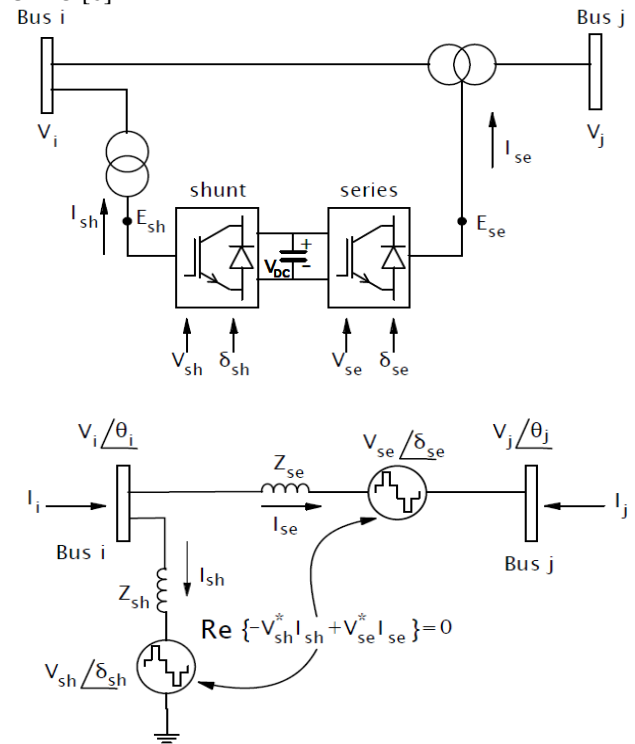 Bus i
Bus j
V_i
V_j
I_se
shunt
series
I_sh
E_sh
E_se
V_DC
+
−
V_sh
δ_sh
V_se
δ_se
V_i/θ_i
V_se/δ_se
V_j/θ_j
Z_se
I_i
I_j
I_se
Bus i
Bus j
I_sh
Z_sh
Re {-V*_sh I_sh+V*_se I_se}=0
V_sh/δ_sh